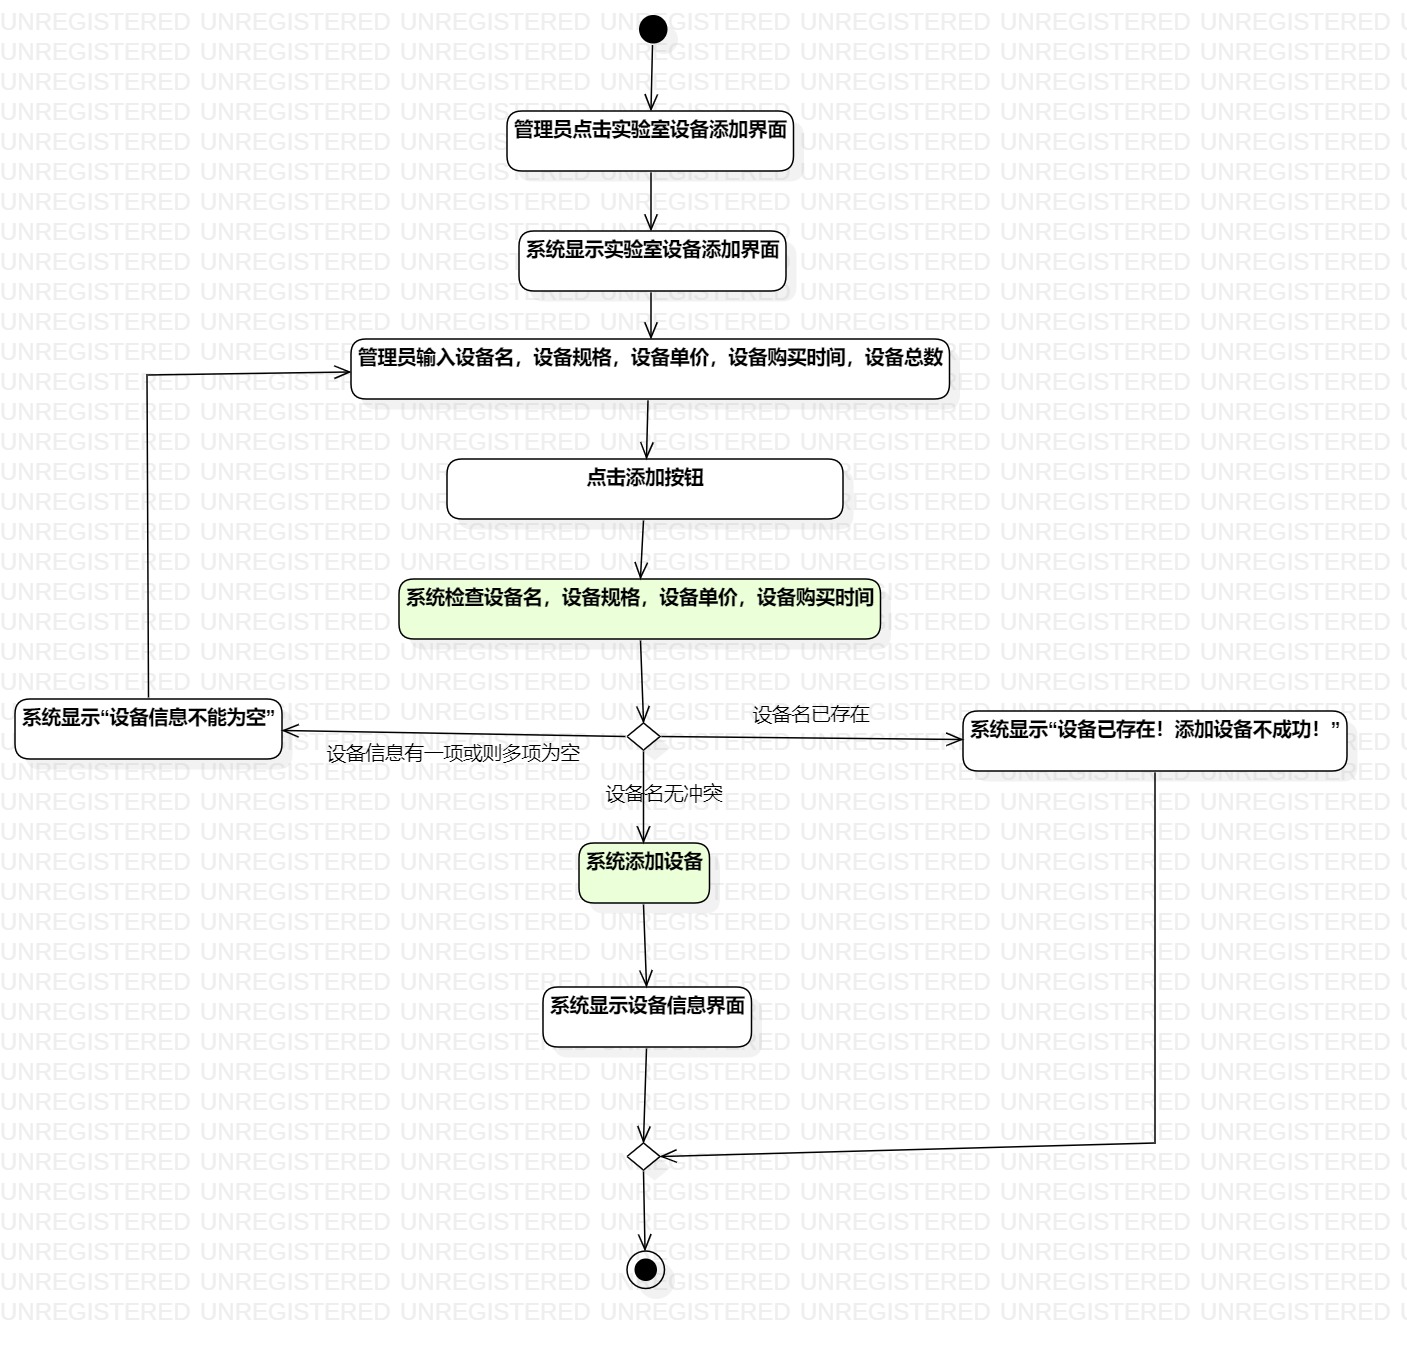 管理员点击实验室设备添加界面
系统显示实验室设备添加界面
管理员输入设备名，设备规格，设备单价，设备购买时间，设备总数
点击添加按钮
系统检查设备名，设备规格，设备单价，设备购买时间
系统显示“设备信息不能为空”
设备信息有一项或则多项为空
设备名已存在
系统显示“设备已存在！添加设备不成功！”
设备名无冲突
系统添加设备
系统显示设备信息界面
UNREGISTERED